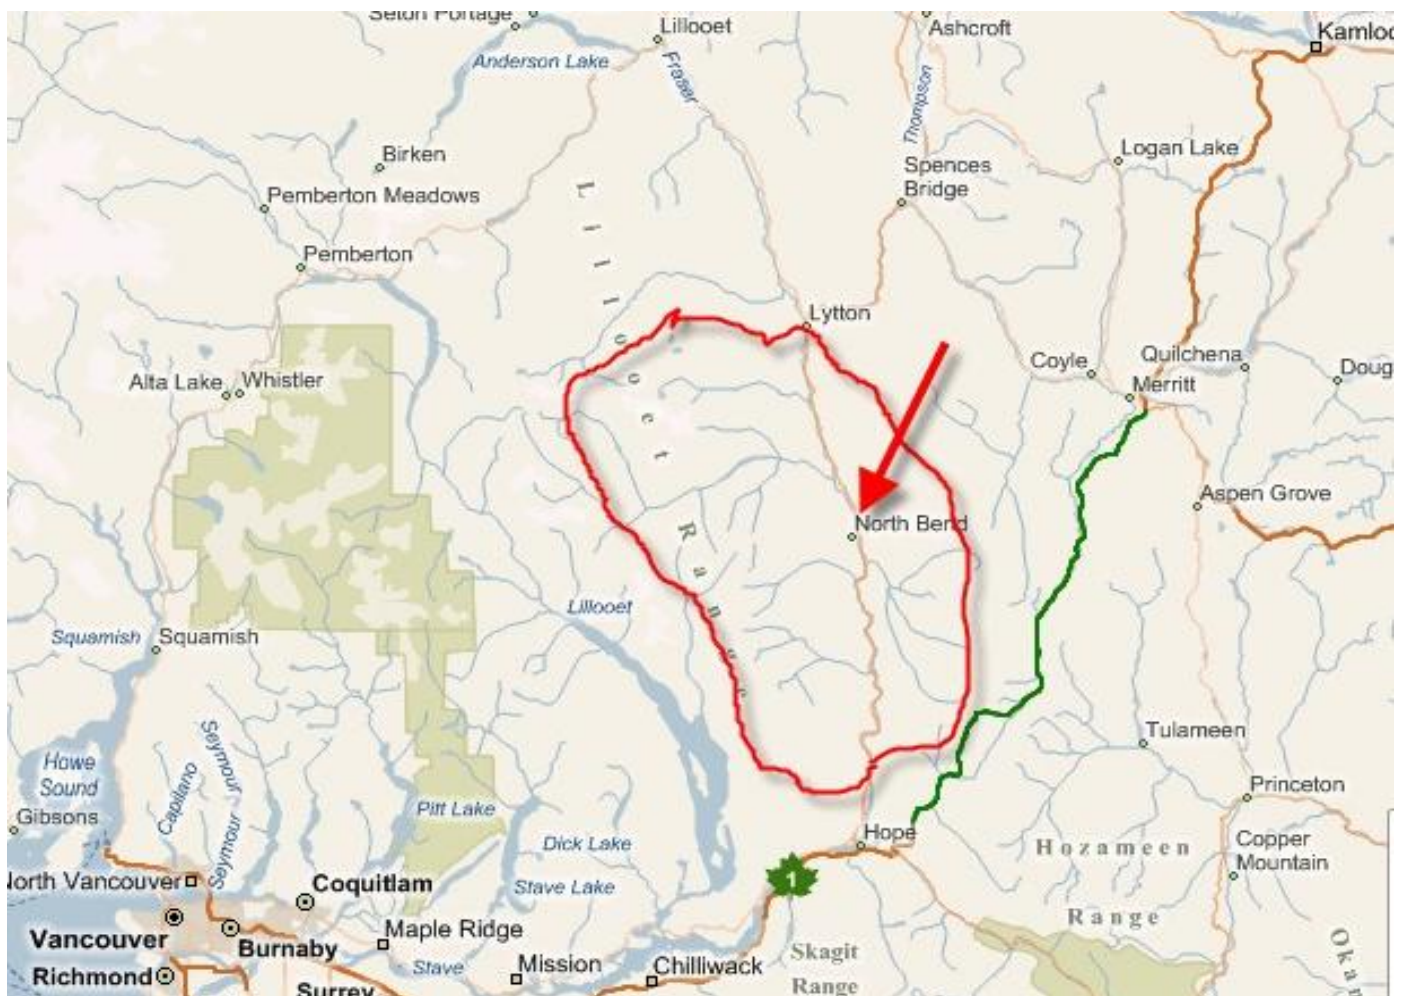 Seton Portage
Lillooet
Ashcroft
Kamloo
Anderson Lake
Fraser
Thompson
Birken
Logan Lake
Spences
Bridge
Pemberton Meadows
Pemberton
Lillooet Range
Lytton
Coyle
Quilchena
Doug
Alta Lake
Whistler
Merritt
Aspen Grove
North Bend
Lillooet
Squamish
Squamish
Tulameen
Howe
Sound
Seymour
Capilano
Seymour
Princeton
Gibsons
Pitt Lake
Hope
Copper
Mountain
Dick Lake
Hozameen
Range
North Vancouver
Coquitlam
Stave Lake
1
Vancouver
Burnaby
Maple Ridge
Skagit
Range
Okan
Richmond
Stave
Mission
Chilliwack
Surrey